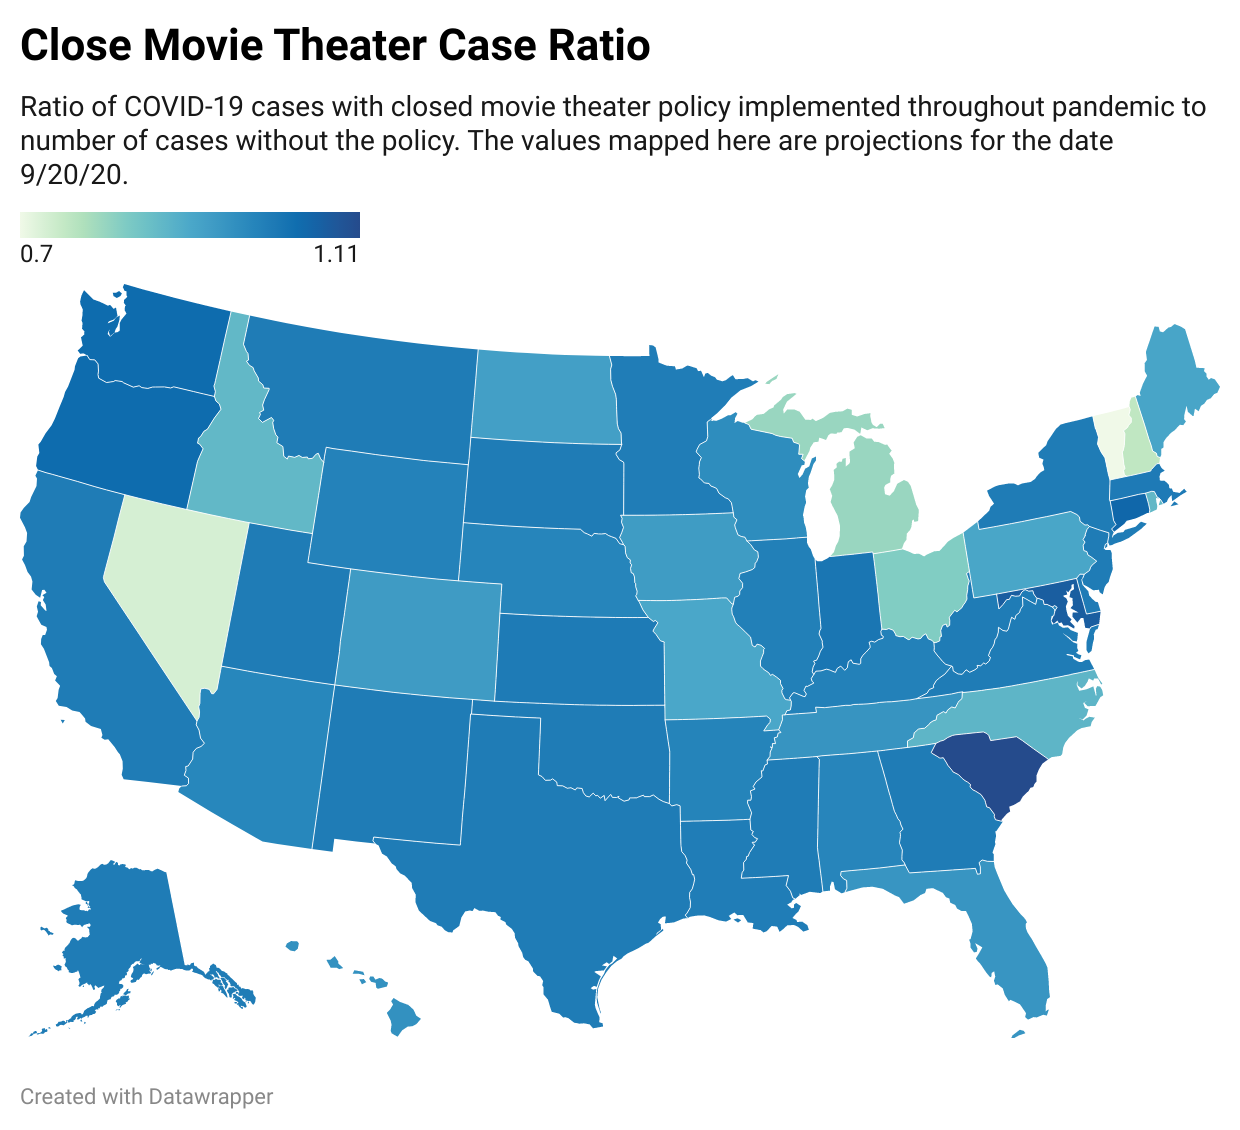 Close Movie Theater Case Ratio
Ratio of COVID-19 cases with closed movie theater policy implemented throughout pandemic to
number of cases without the policy. The values mapped here are projections for the date
9/20/20.
0.7 1.11
Created with Datawrapper